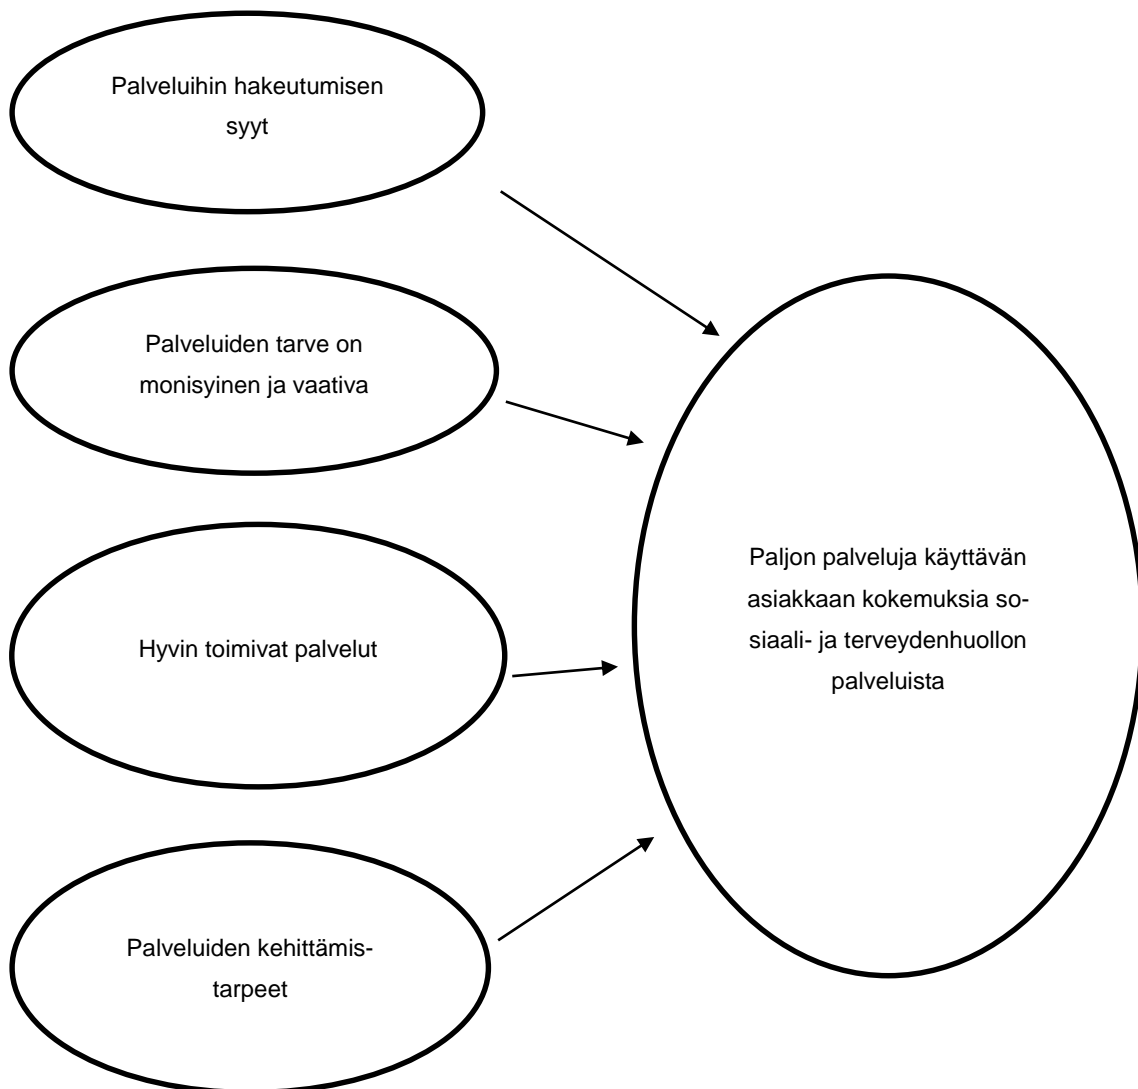 Palveluihin hakeutumisen
syyt
Palveluiden tarve on
monisyinen ja vaativa
Hyvin toimivat palvelut
Palveluiden kehittämis-
tarpeet
Paljon palveluja käyttävän
asiakkaan kokemuksia so-
siaali- ja terveydenhuollon
palveluista